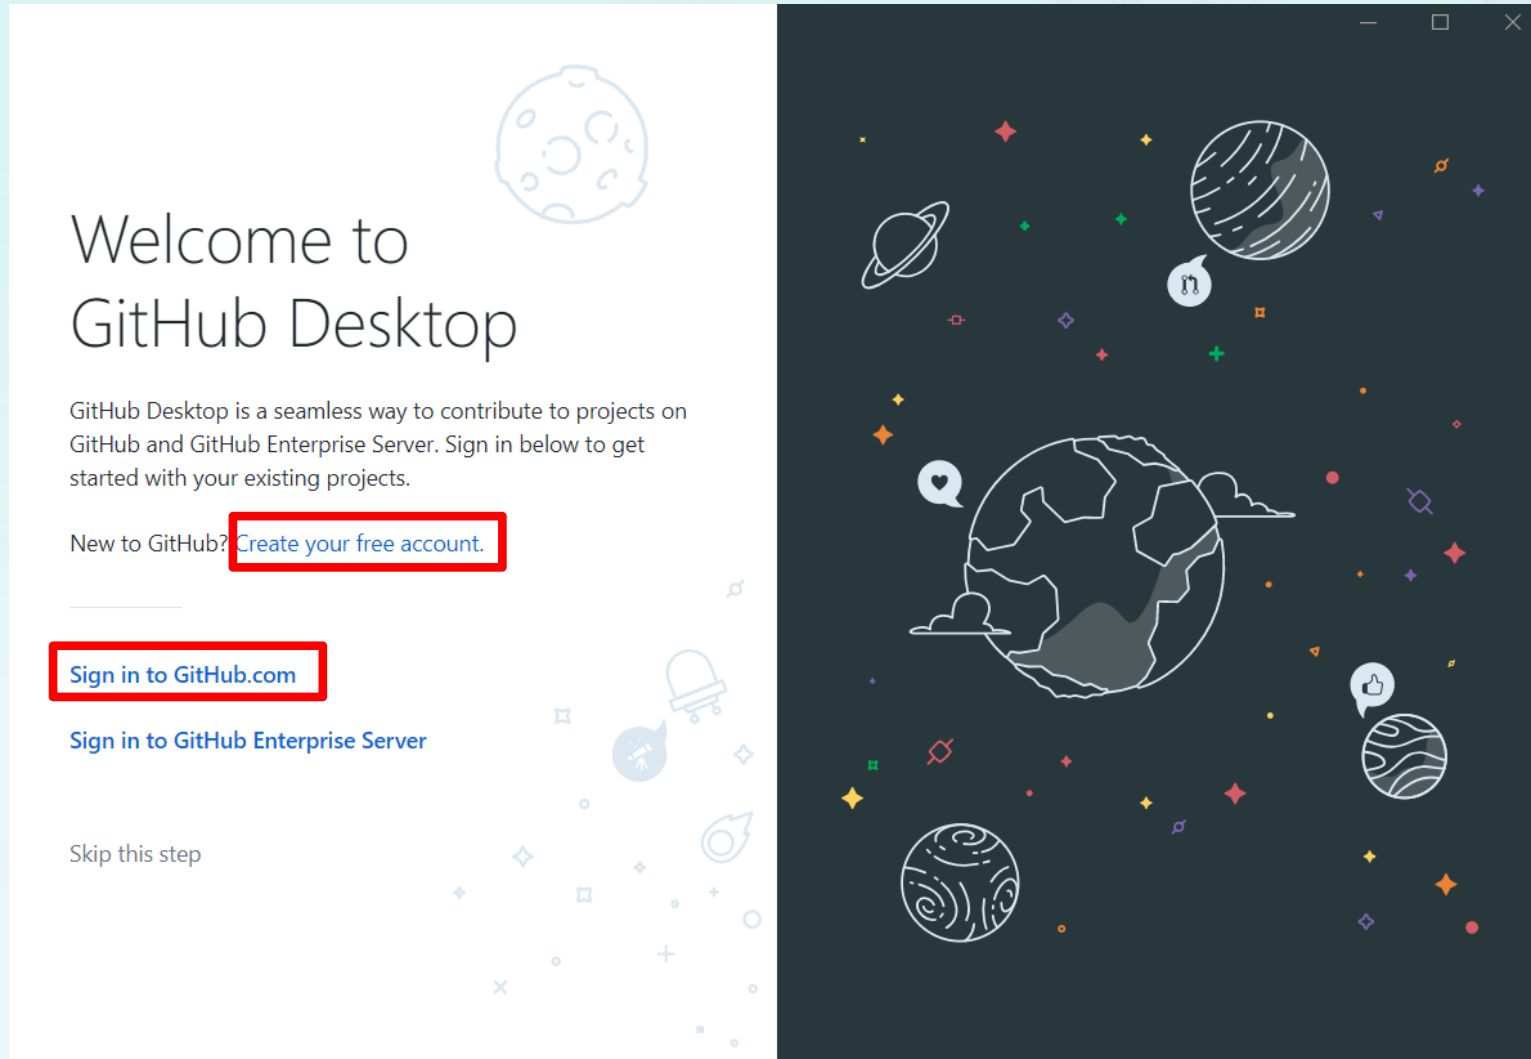 Welcome to
GitHub Desktop
GitHub Desktop is a seamless way to contribute to projects on
GitHub and GitHub Enterprise Server. Sign in below to get
started with your existing projects.
New to GitHub? Create your free account.
Sign in to GitHub.com
Sign in to GitHub Enterprise Server
Skip this step